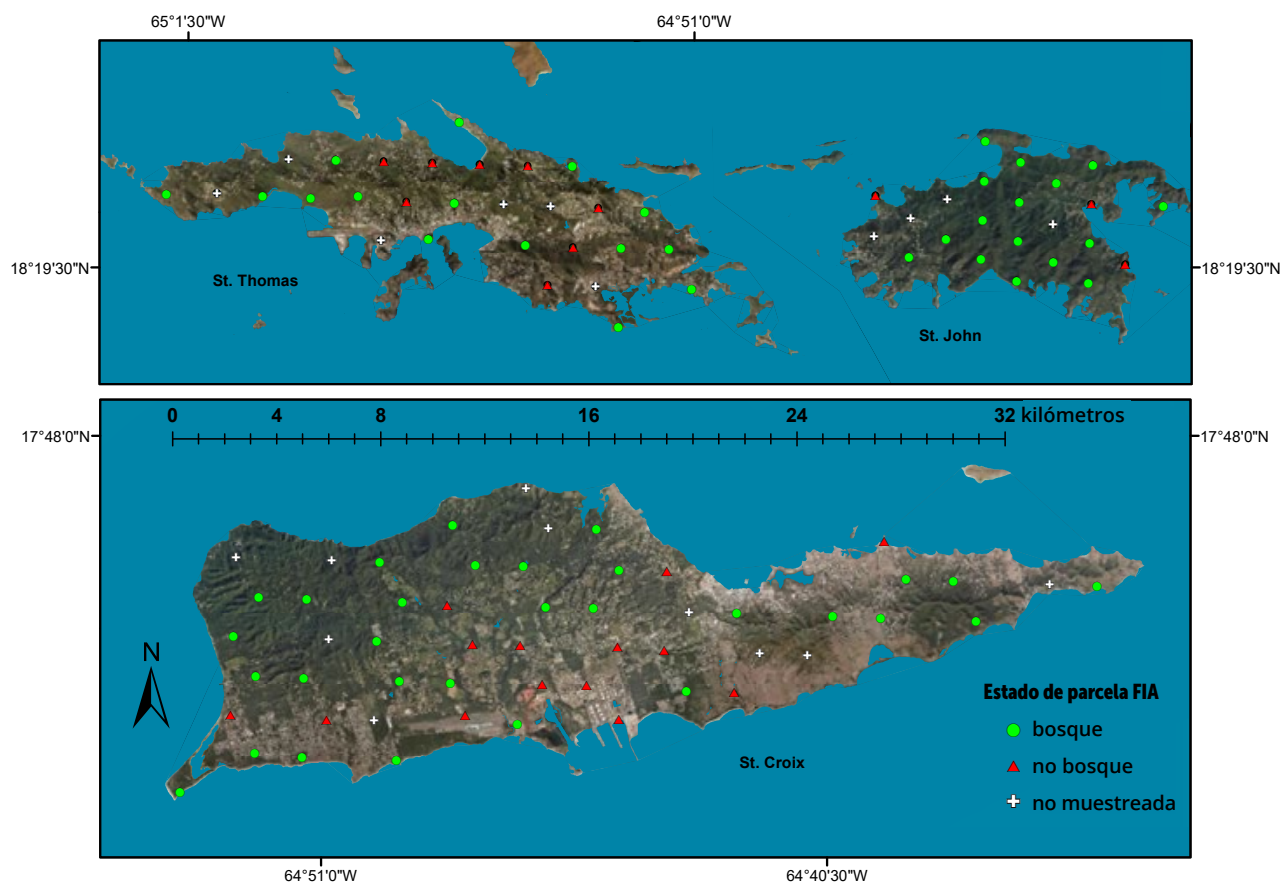 65°1'30"W 64°51'0"W
St. Thomas
18°19'30"N 18°19'30"N
St. John
0 4 8 16 24 32 kilómetros
17°48'0"N 17°48'0"N
N
Estado de parcela FIA
bosque
no bosque
no muestreada
St. Croix
64°51'0"W 64°40'30"W